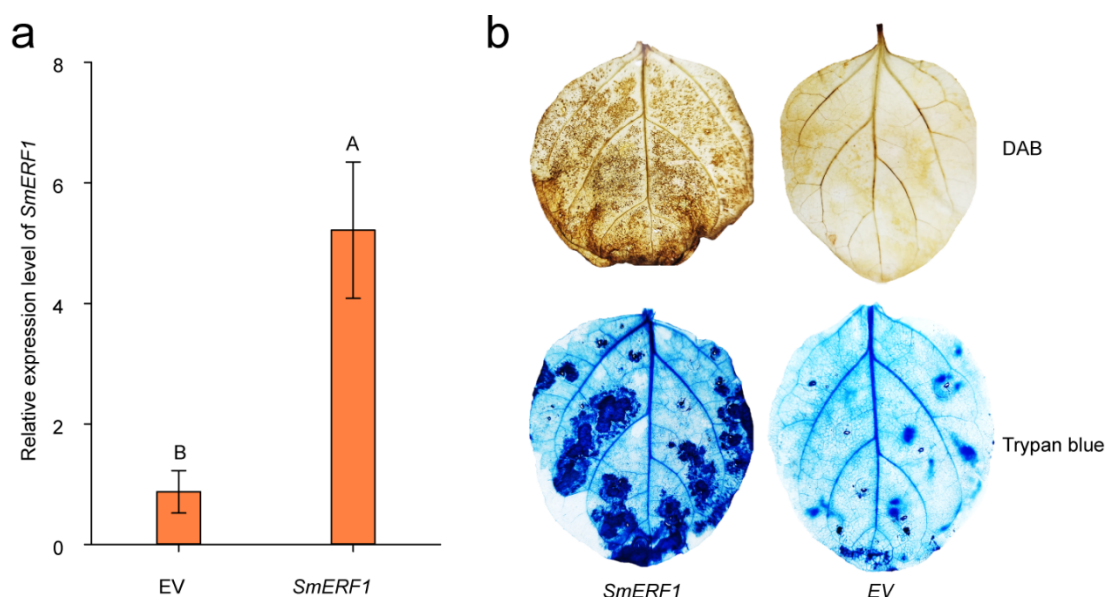 a
8
6
4
2
0
Relative expression level of SmERF1
B
A
EV
SmERF1
b
DAB
Trypan blue
SmERF1
EV